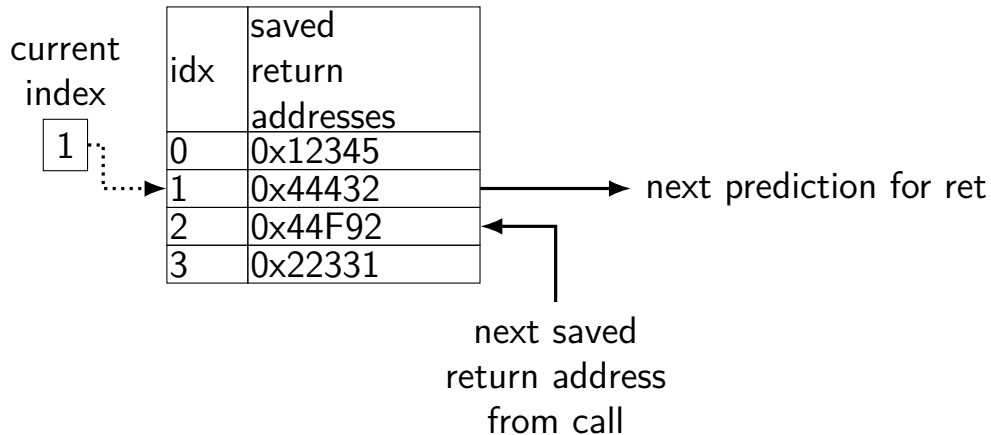 current
index
1
idx
saved
return
addresses
0 0x12345
1 0x44432
2 0x44F92
3 0x22331
next prediction for ret
next saved
return address
from call